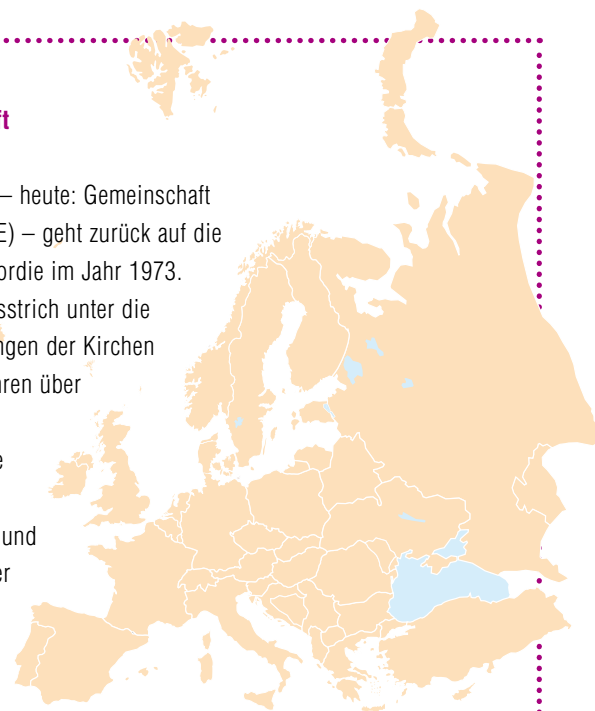 ft
– heute: Gemeinschaft
E) – geht zurück auf die
ordie im Jahr 1973.
sstrich unter die
ngen der Kirchen
hren über
e
und
er